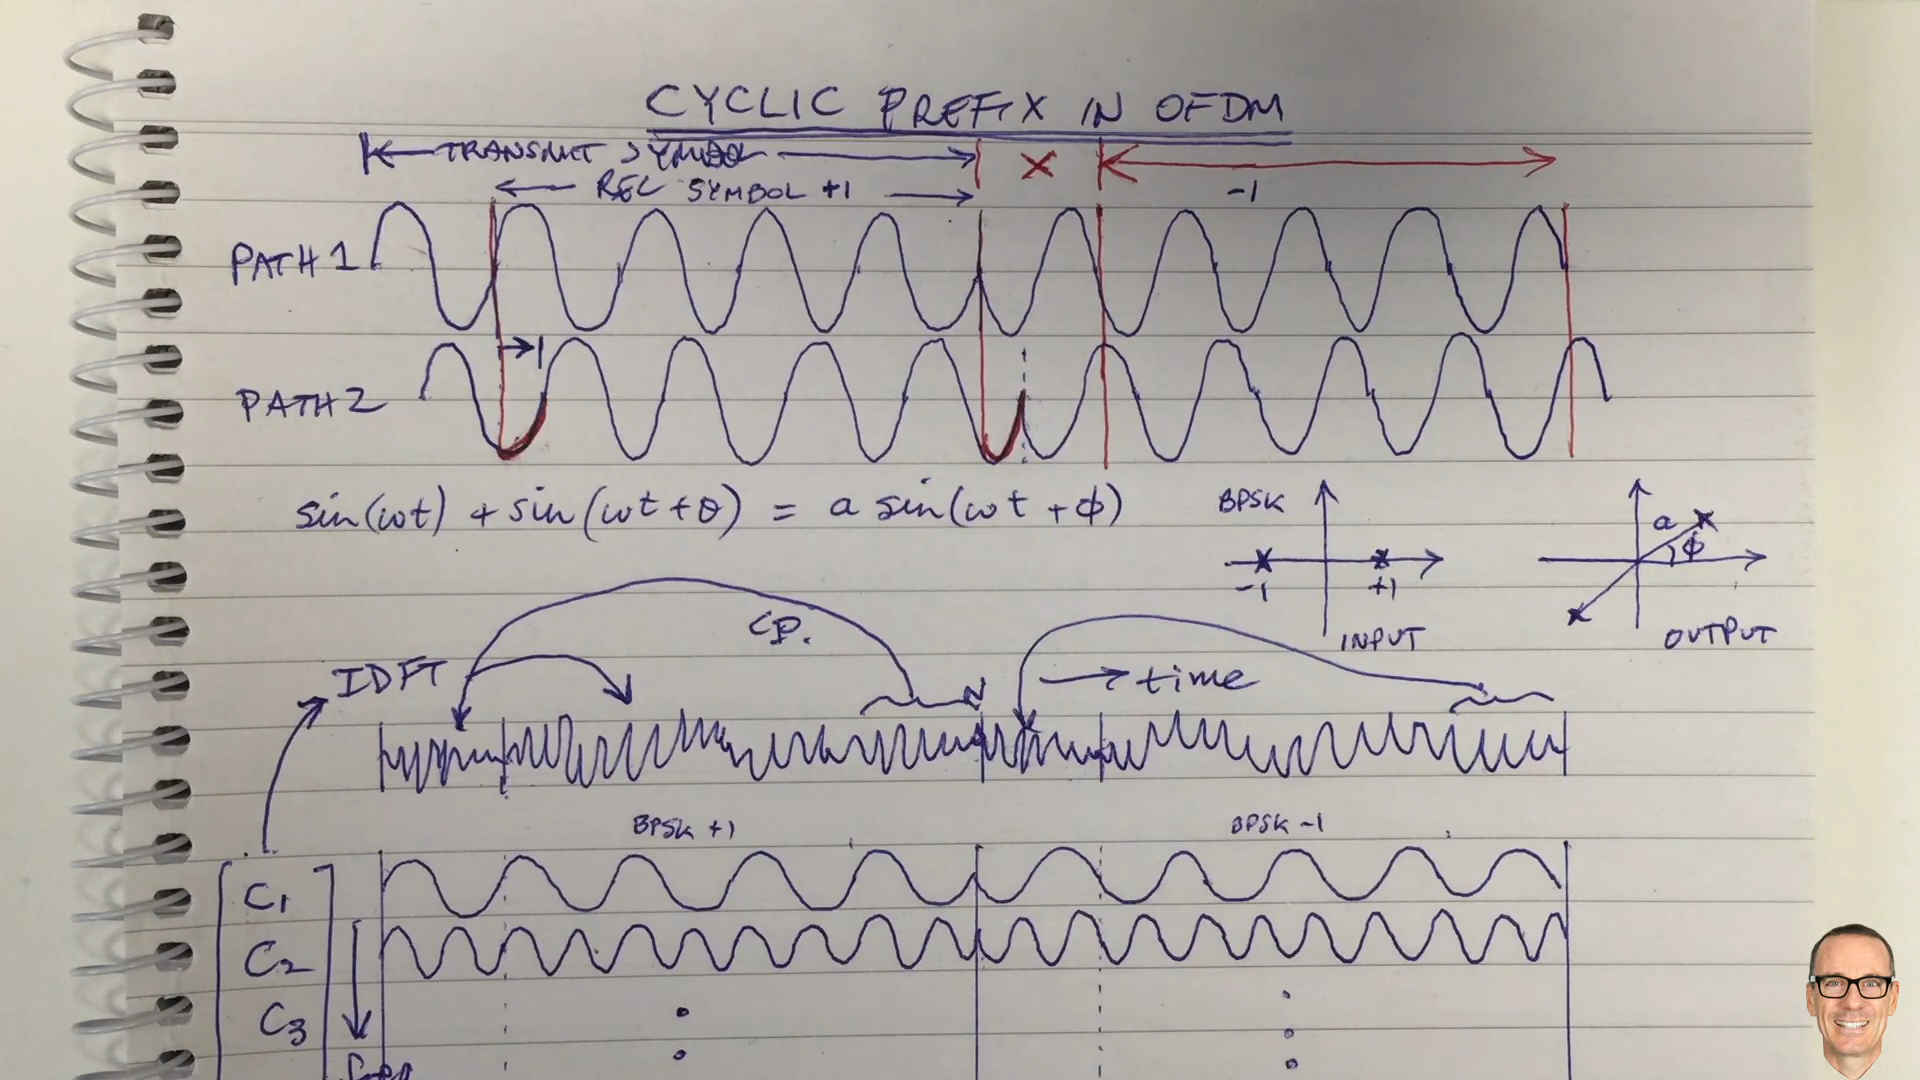 CYCLIC PREFIX IN OFDM
TRANSMIT SYMBOL
X
REC SYMBOL +1
-1
PATH 1
PATH 2
sin(ωt) + sin(ωt + θ) = a sin(ωt + ϕ)
BPSK
-1
+1
INPUT
a
ϕ
OUTPUT
CP.
IDFT
time
BPSK +1
BPSK -1
C1
C2
C3